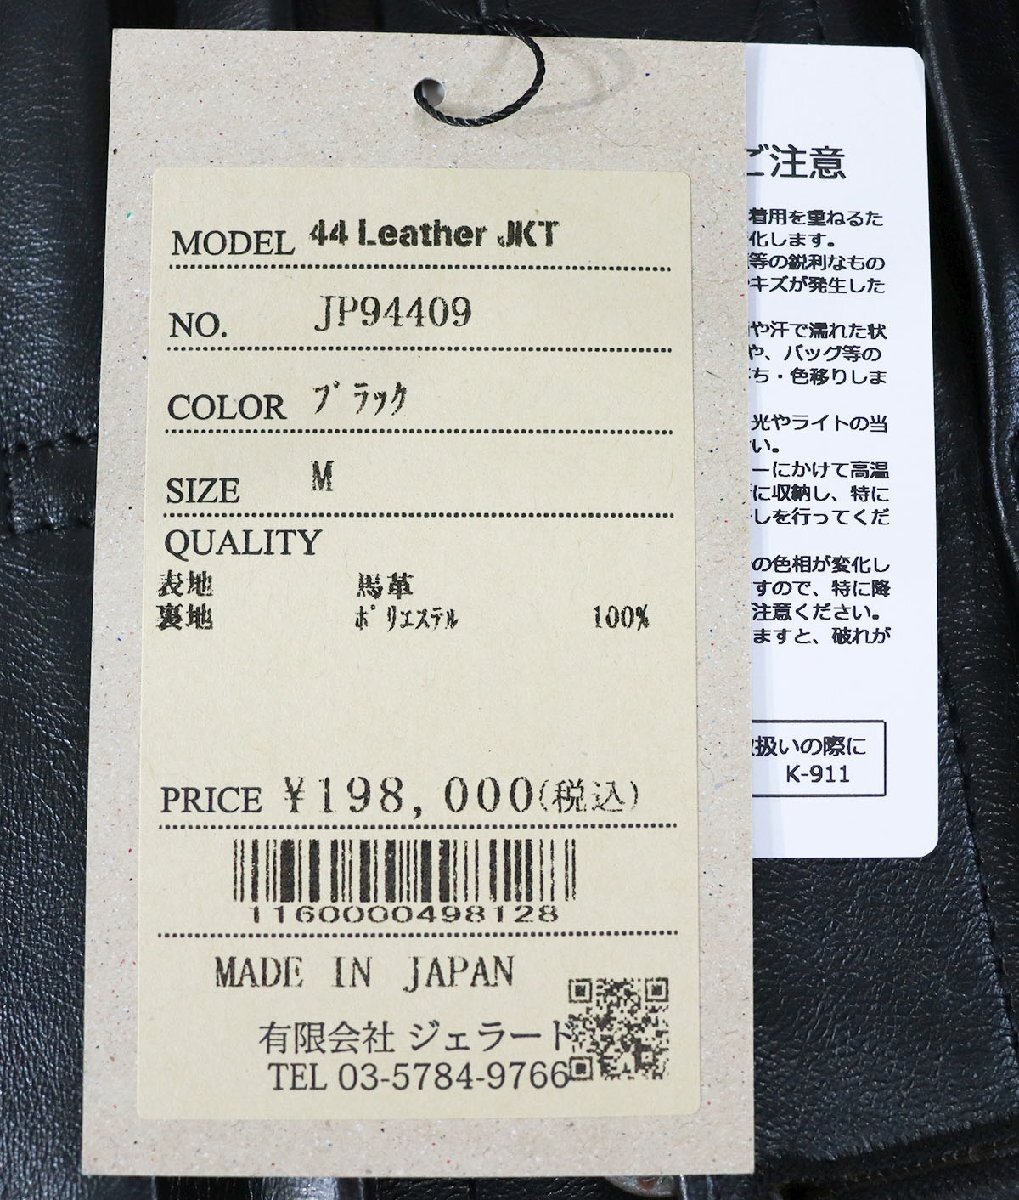 MODEL 44 Leather JKT
NO. JP94409
COLOR ブラック
SIZE M
QUALITY
表地 馬革
裏地 ポリエステル 100%
PRICE ¥198,000(税込)
1160000498128
MADE IN JAPAN
有限会社 ジェラード
TEL 03-5784-9766
ご注意
着用を重ねるた
化します。
等の鋭利なもの
キズが発生した
や汗で濡れた状
や、バッグ等の
ち・色移りしま
光やライトの当
い。
ーにかけて高温
に収納し、特に
しを行ってくだ
の色相が変化し
すので、特に降
注意ください。
ますと、破れが
扱いの際に
K-911